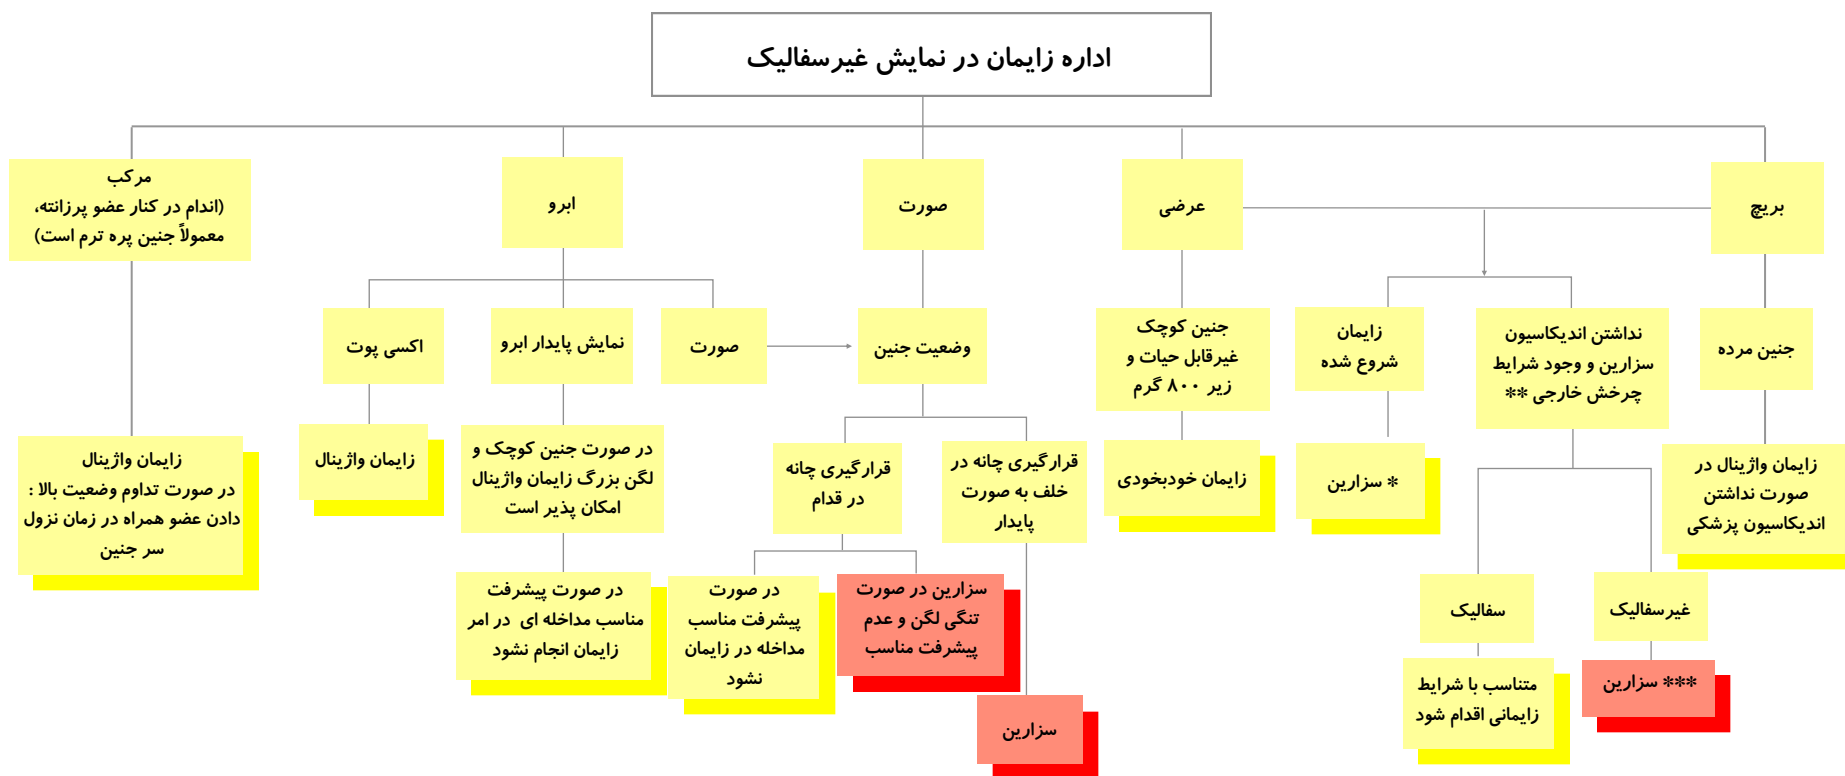 اداره زایمان در نمایش غیرسفالیک
بریچ
عرضی
صورت
ابرو
مرکب
(اندام در کنار عضو پرزانته،
معمولاً جنین پره ترم است)
جنین مرده
نداشتن اندیکاسیون
سزارین و وجود شرایط
چرخش خارجی **
زایمان
شروع شده
جنین کوچک
غیرقابل حیات و
زیر ۸۰۰ گرم
وضعیت جنین
صورت
نمایش پایدار ابرو
اکسی پوت
زایمان واژینال در
صورت نداشتن
اندیکاسیون پزشکی
* سزارین
زایمان خودبخودی
قرارگیری چانه در
خلف به صورت
پایدار
قرارگیری چانه
در قدام
در صورت جنین کوچک و
لگن بزرگ زایمان واژینال
امکان پذیر است
زایمان واژینال
زایمان واژینال
در صورت تداوم وضعیت بالا :
دادن عضو همراه در زمان نزول
سر جنین
غیرسفالیک
سفالیک
سزارین در صورت
تنگی لگن و عدم
پیشرفت مناسب
در صورت
پیشرفت مناسب
مداخله در زایمان
نشود
در صورت پیشرفت
مناسب مداخله ای در امر
زایمان انجام نشود
*** سزارین
متناسب با شرایط
زایمانی اقدام شود
سزارین